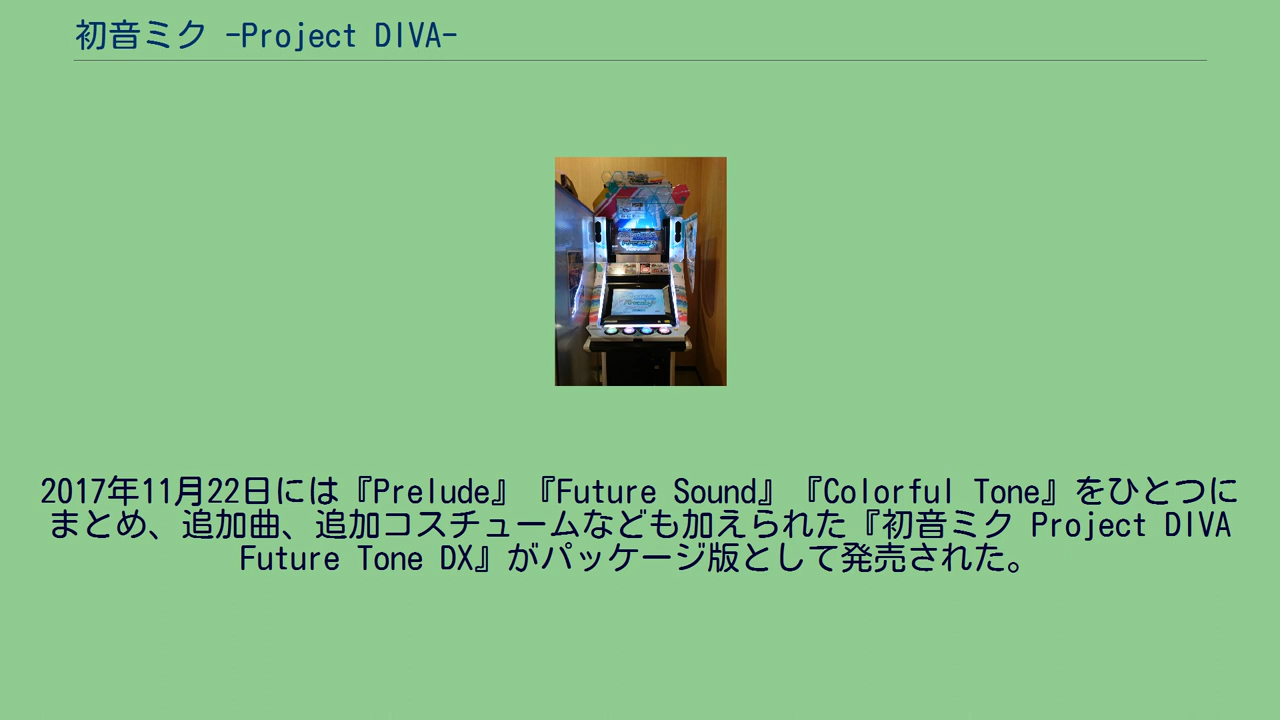 初音ミク -Project DIVA-
2017年11月22日には『Prelude』『Future Sound』『Colorful Tone』をひとつに
まとめ、追加曲、追加コスチュームなども加えられた『初音ミク Project DIVA
Future Tone DX』がパッケージ版として発売された。